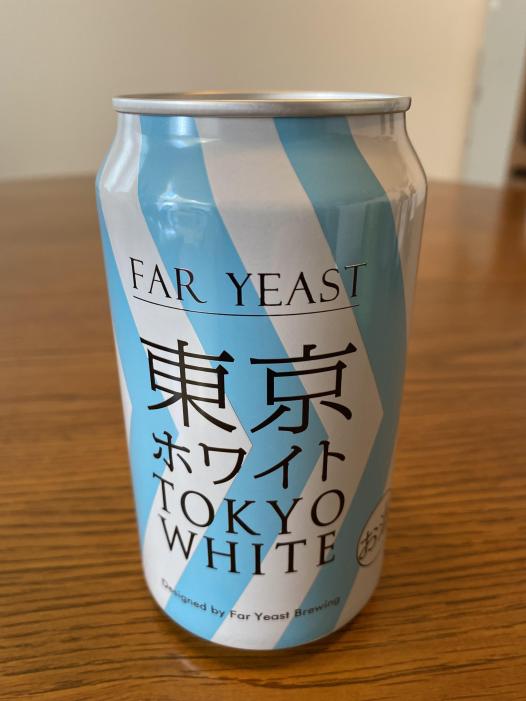 FAR YEAST
東京
ホワイト
TOKYO
WHITE
Designed by Far Yeast Brewing